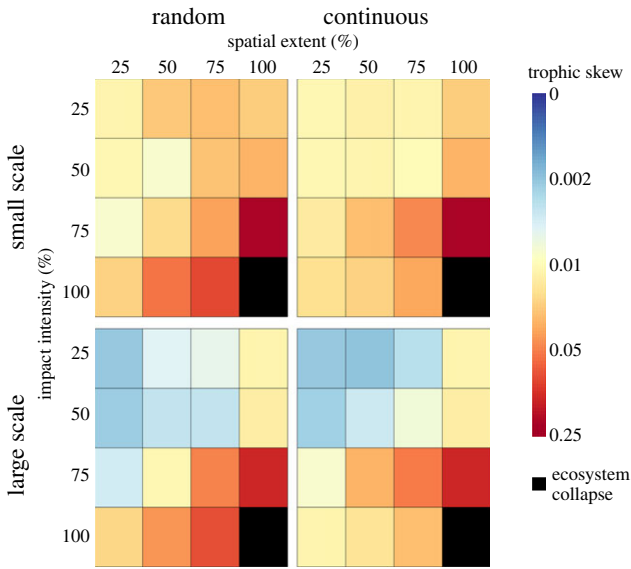 random continuous
spatial extent (%)
25 50 75 100 25 50 75 100
trophic skew
small scale
large scale
impact intensity (%)
25
50
75
100
25
50
75
100
0
0.002
0.01
0.05
0.25
ecosystem
collapse